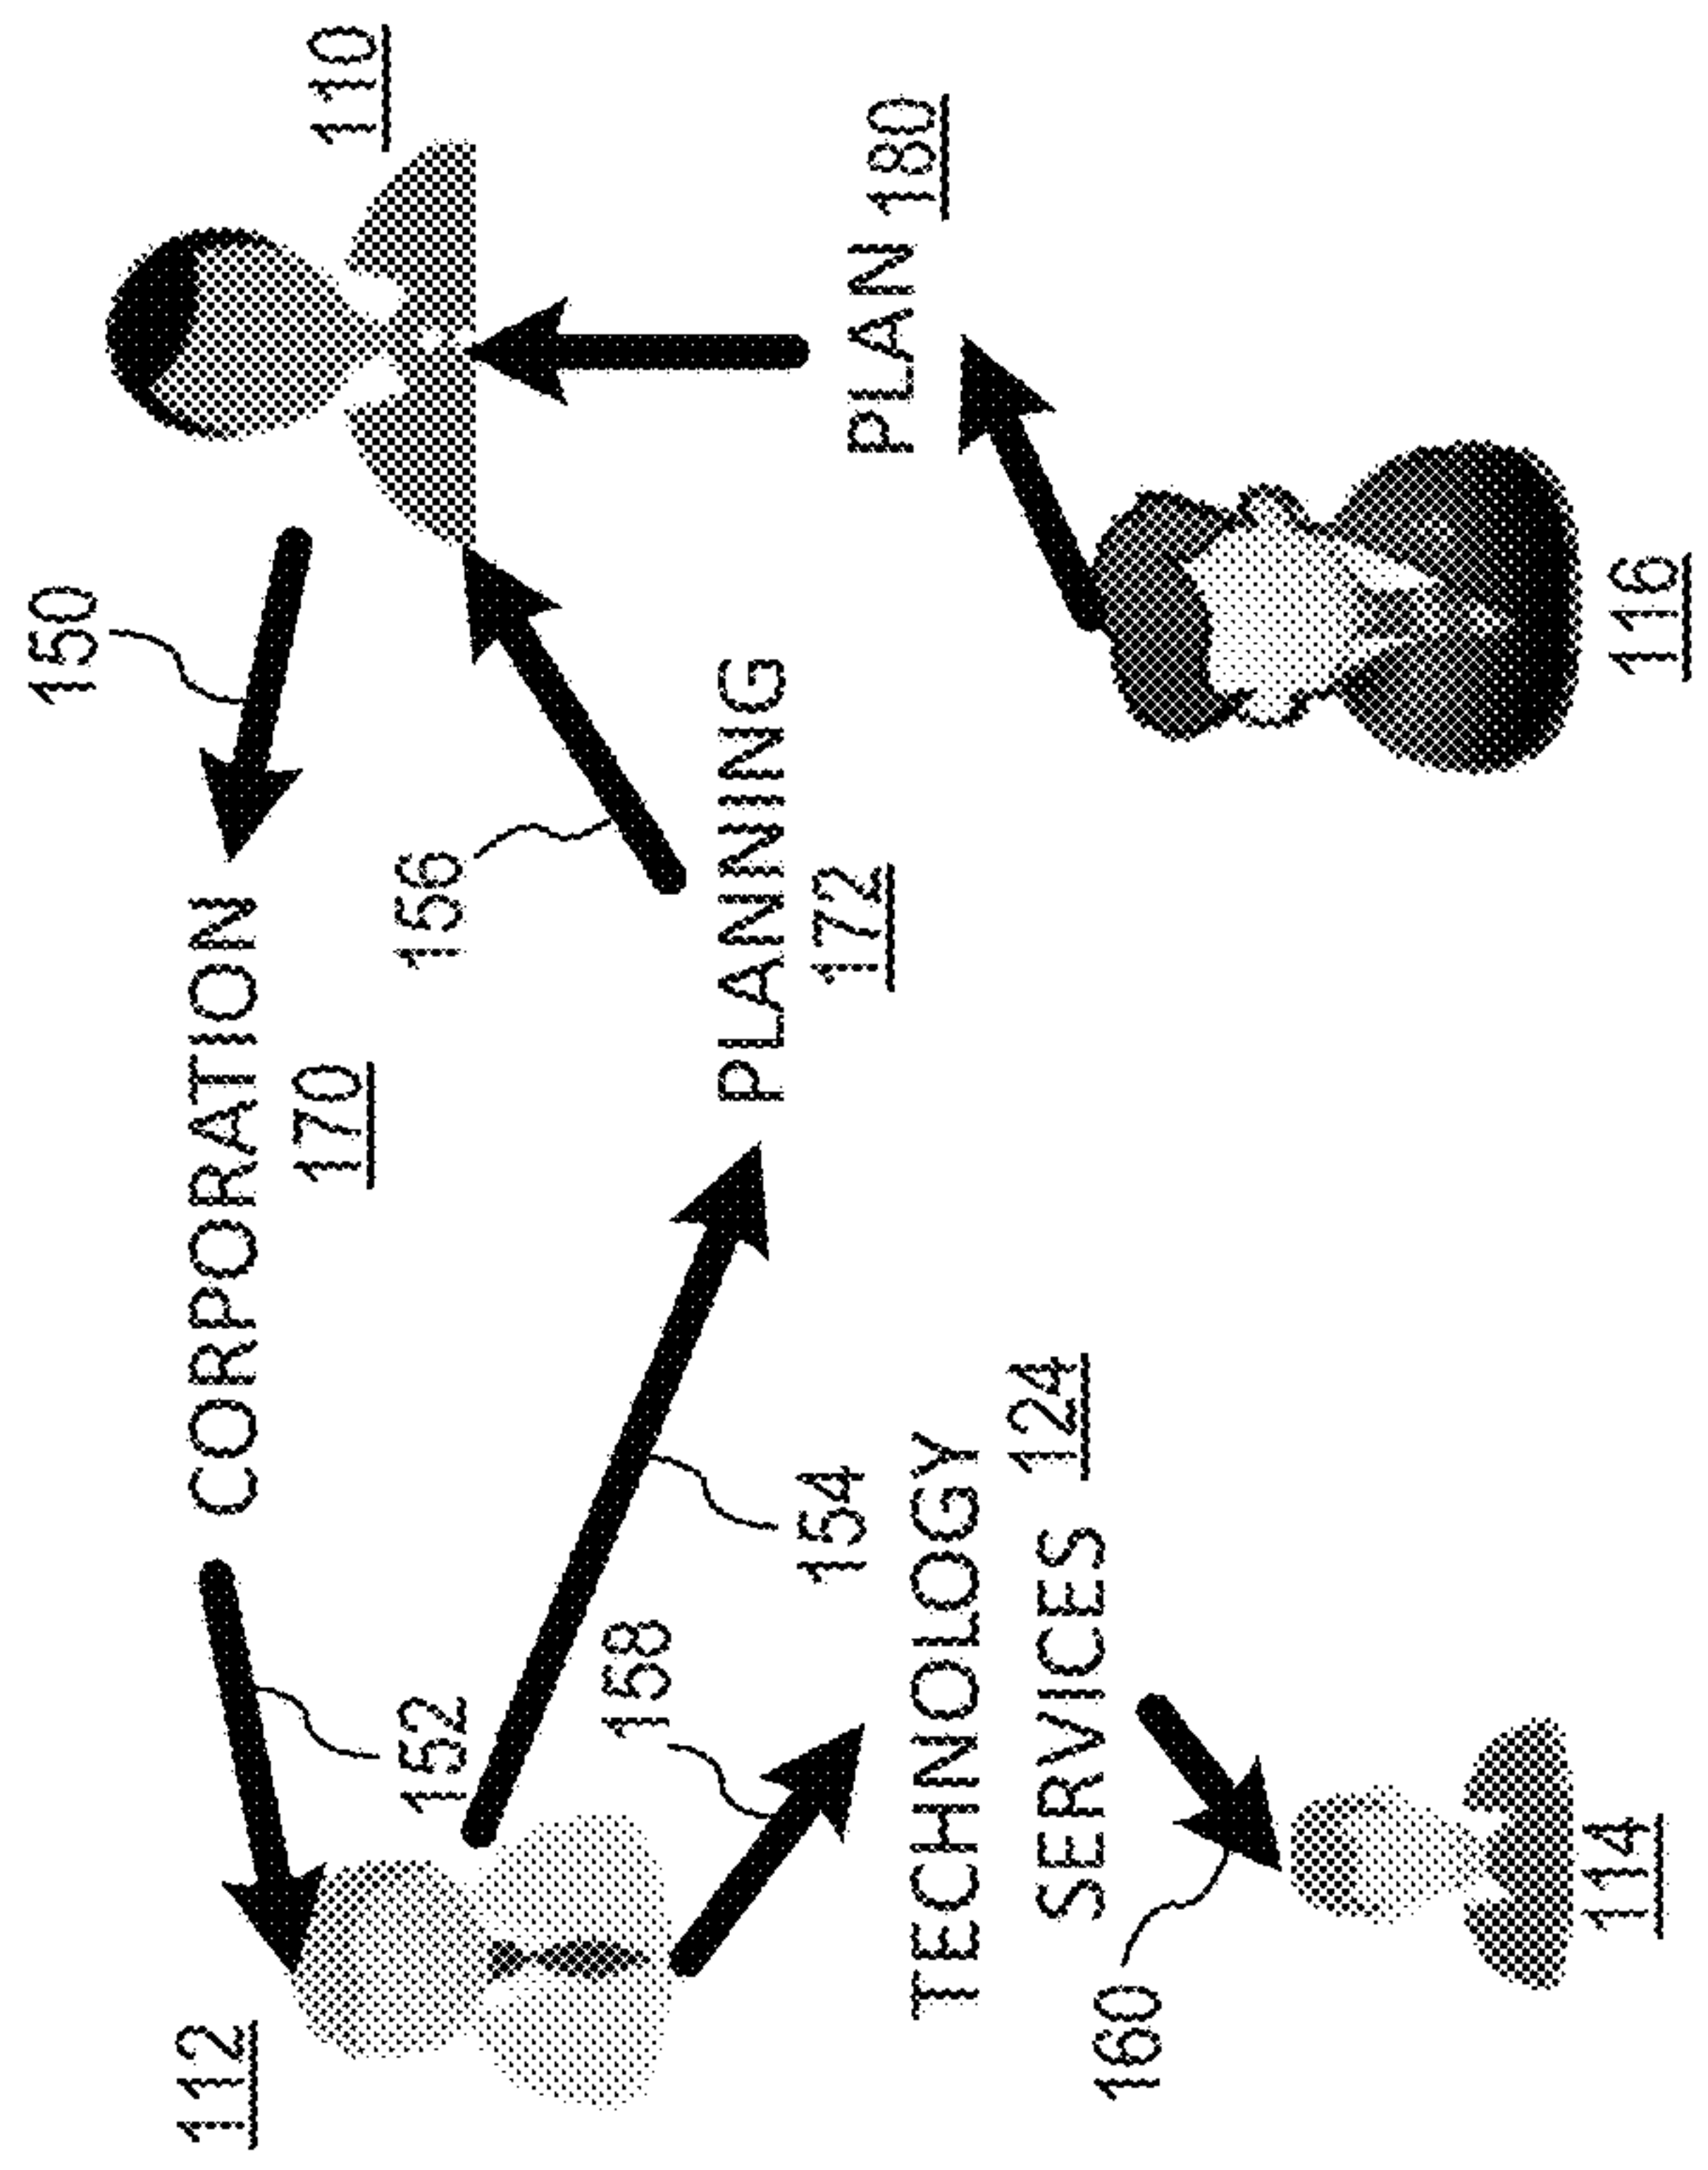 150
112
CORPORATION
170
110
152
156
158
PLANNING
154
172
PLAN 180
TECHNOLOGY
SERVICES 124
160
114
116